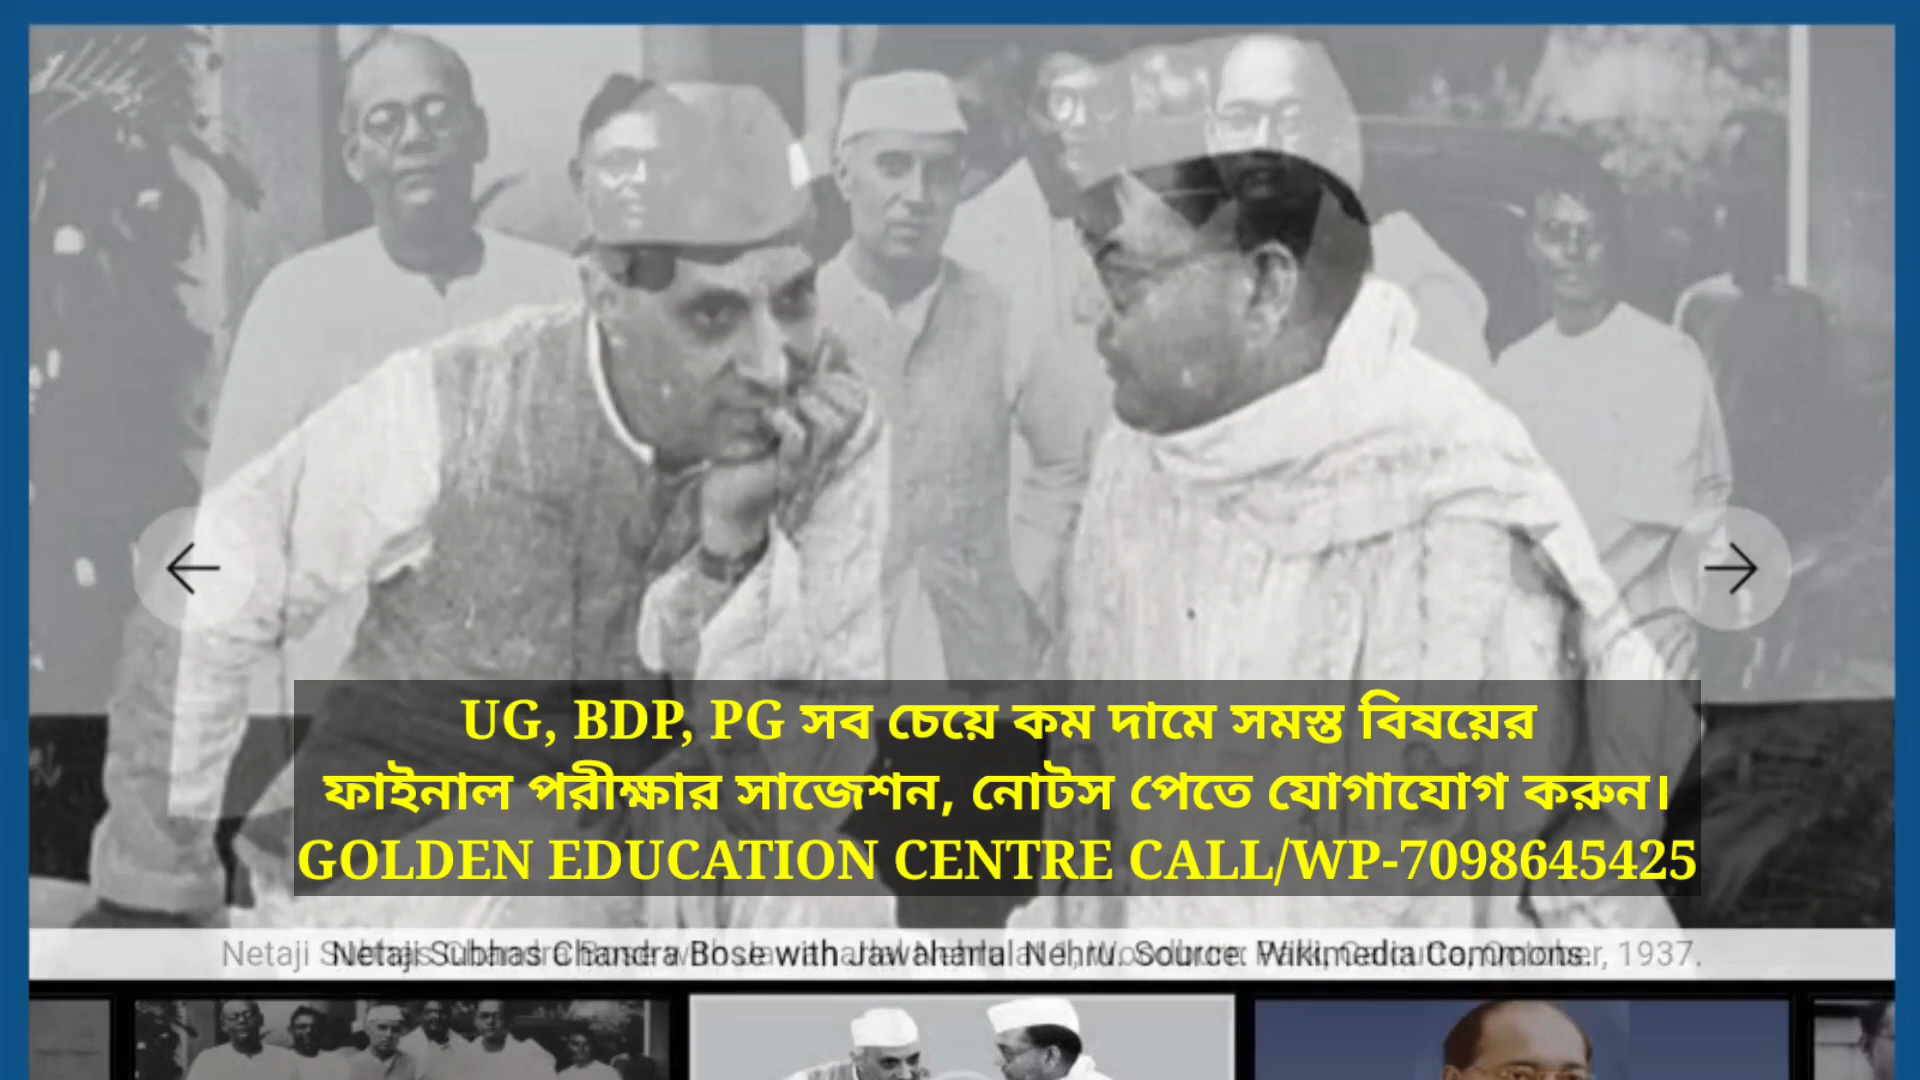 UG, BDP, PG সব চেয়ে কম দামে সমস্ত বিষয়ের
ফাইনাল পরীক্ষার সাজেশন, নোটস পেতে যোগাযোগ করুন।
GOLDEN EDUCATION CENTRE CALL/WP-7098645425
Netaji Subhas Chandra Bose with Jawaharlal Nehru. Source: Wikimedia Commons.